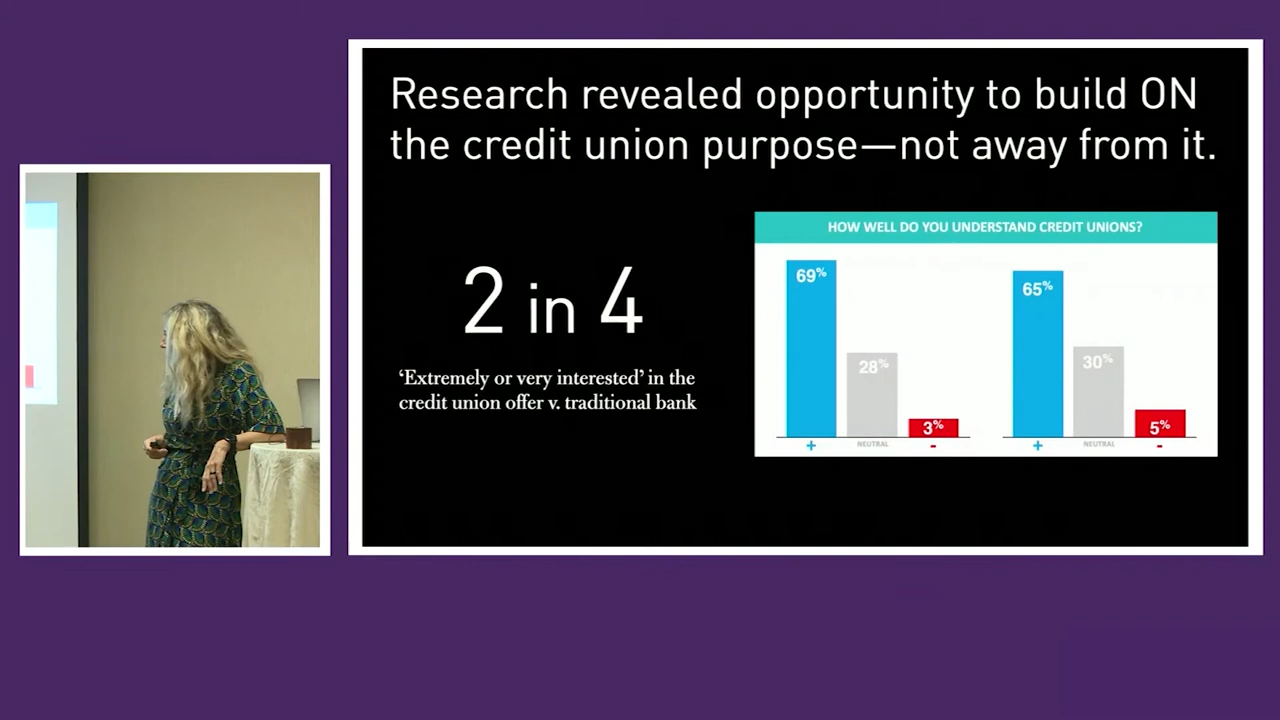 Research revealed opportunity to build ON
the credit union purpose—not away from it.
2 in 4
‘Extremely or very interested’ in the
credit union offer v. traditional bank
HOW WELL DO YOU UNDERSTAND CREDIT UNIONS?
69%
28%
3%
+
NEUTRAL
-
65%
30%
5%
+
NEUTRAL
-